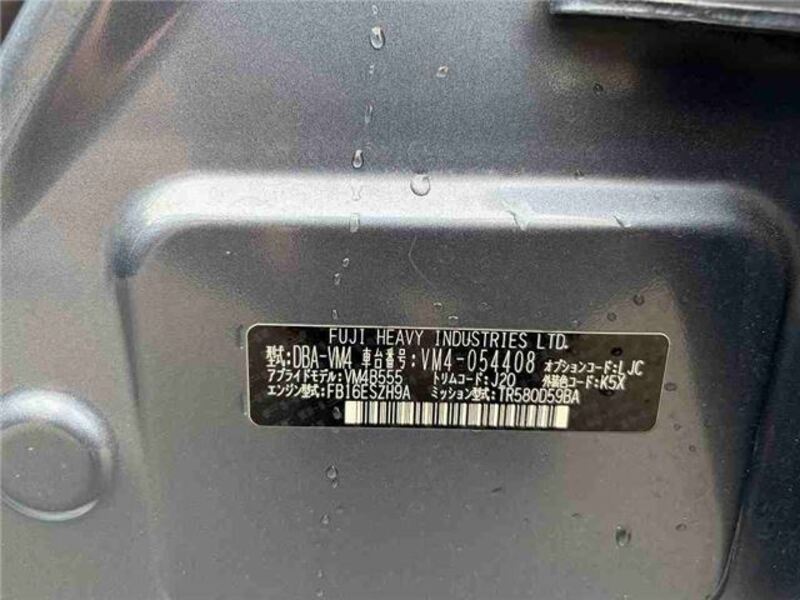 FUJI HEAVY INDUSTRIES LTD.
型式:DBA-VM4 車台番号:VM4-054408 オプションコード:LJC
アプライドモデル:VM4B555 トリムコード:J20 外装色コード:K5X
エンジン型式:FB16ESZH9A ミッション型式:TR580D59BA